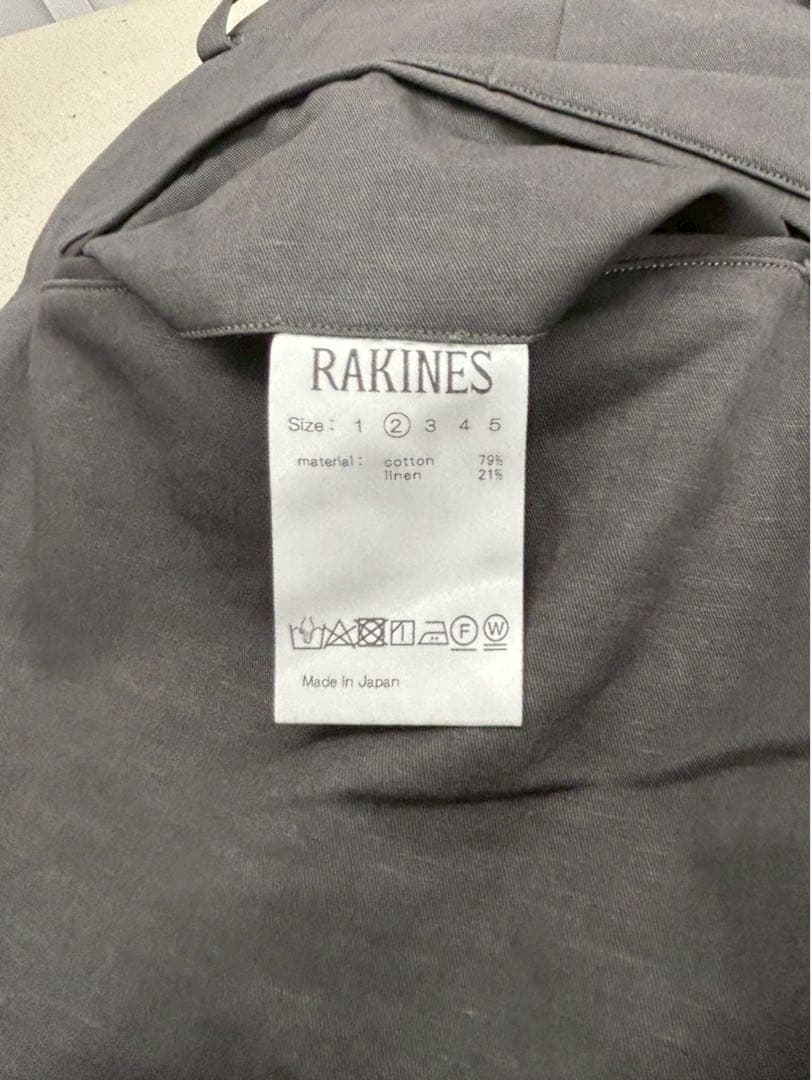 RAKINES
Size: 1 ② 3 4 5
material: cotton 79%
linen 21%
F W
Made in Japan